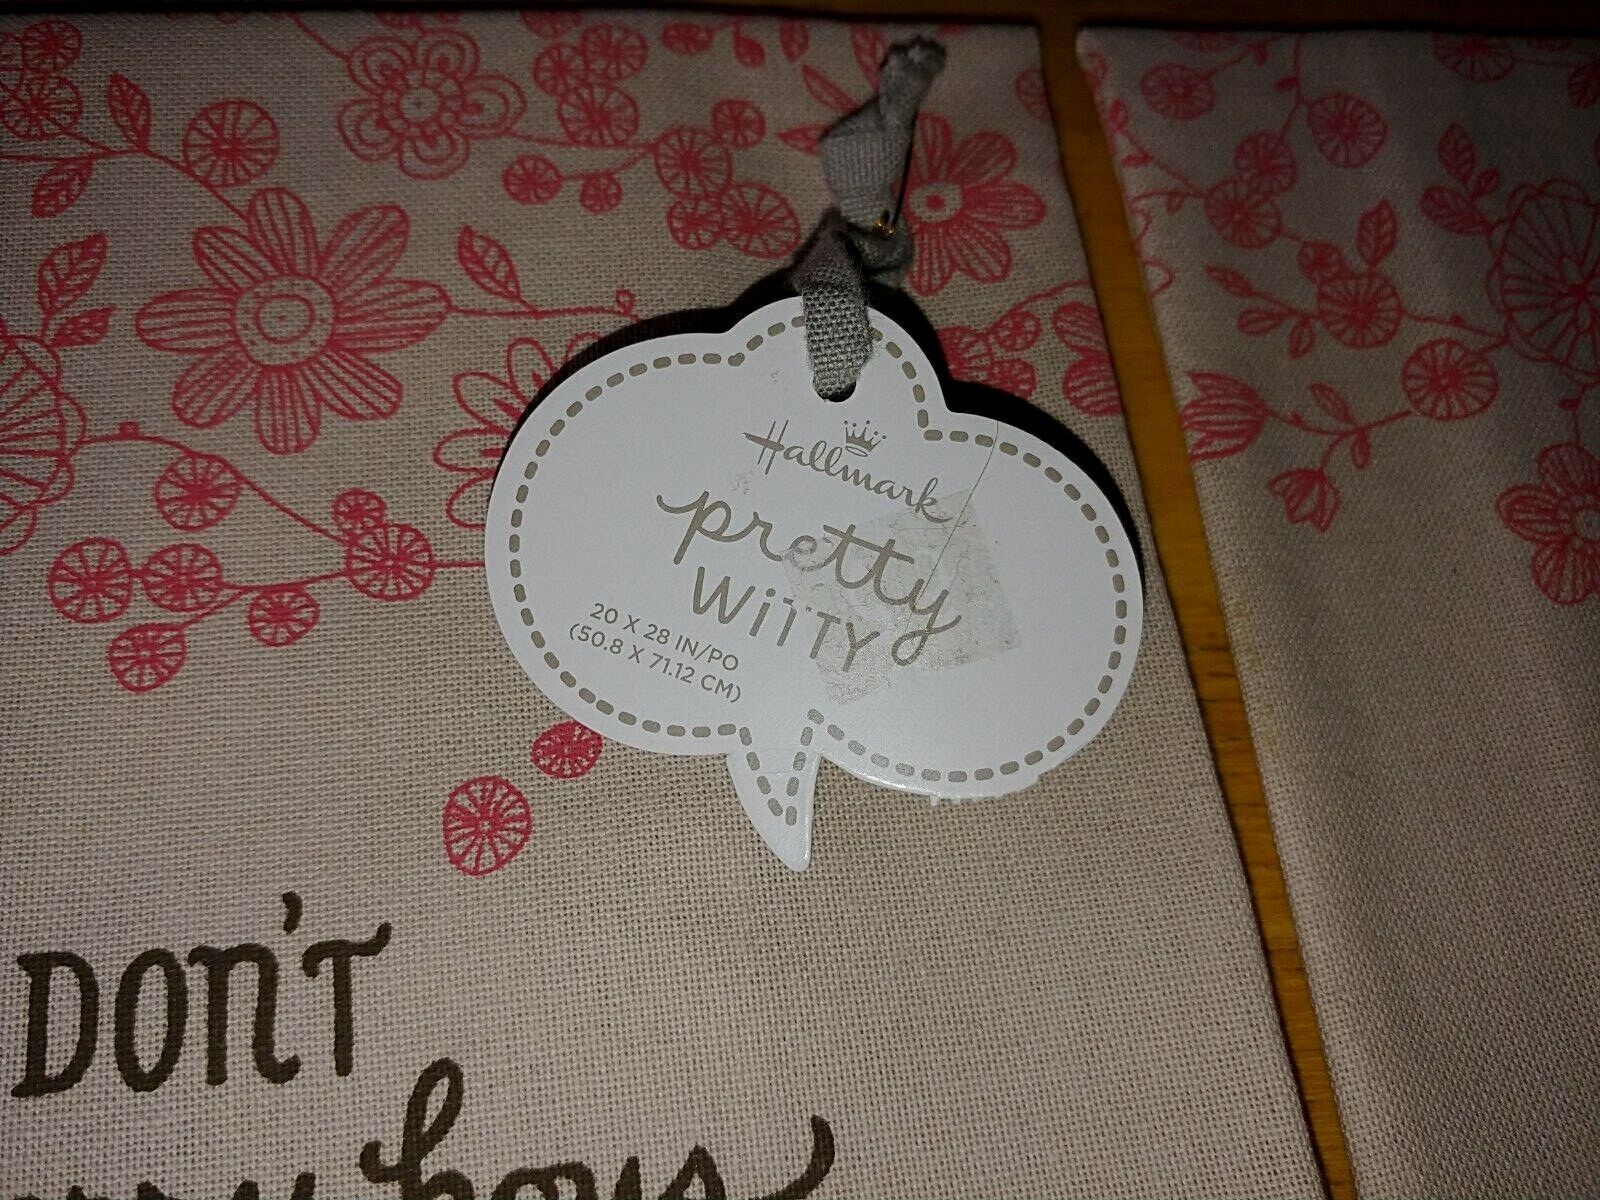 Hallmark
pretty
WiTTY
20 X 28 IN/PO
(50.8 X 71.12 CM)
DON'T